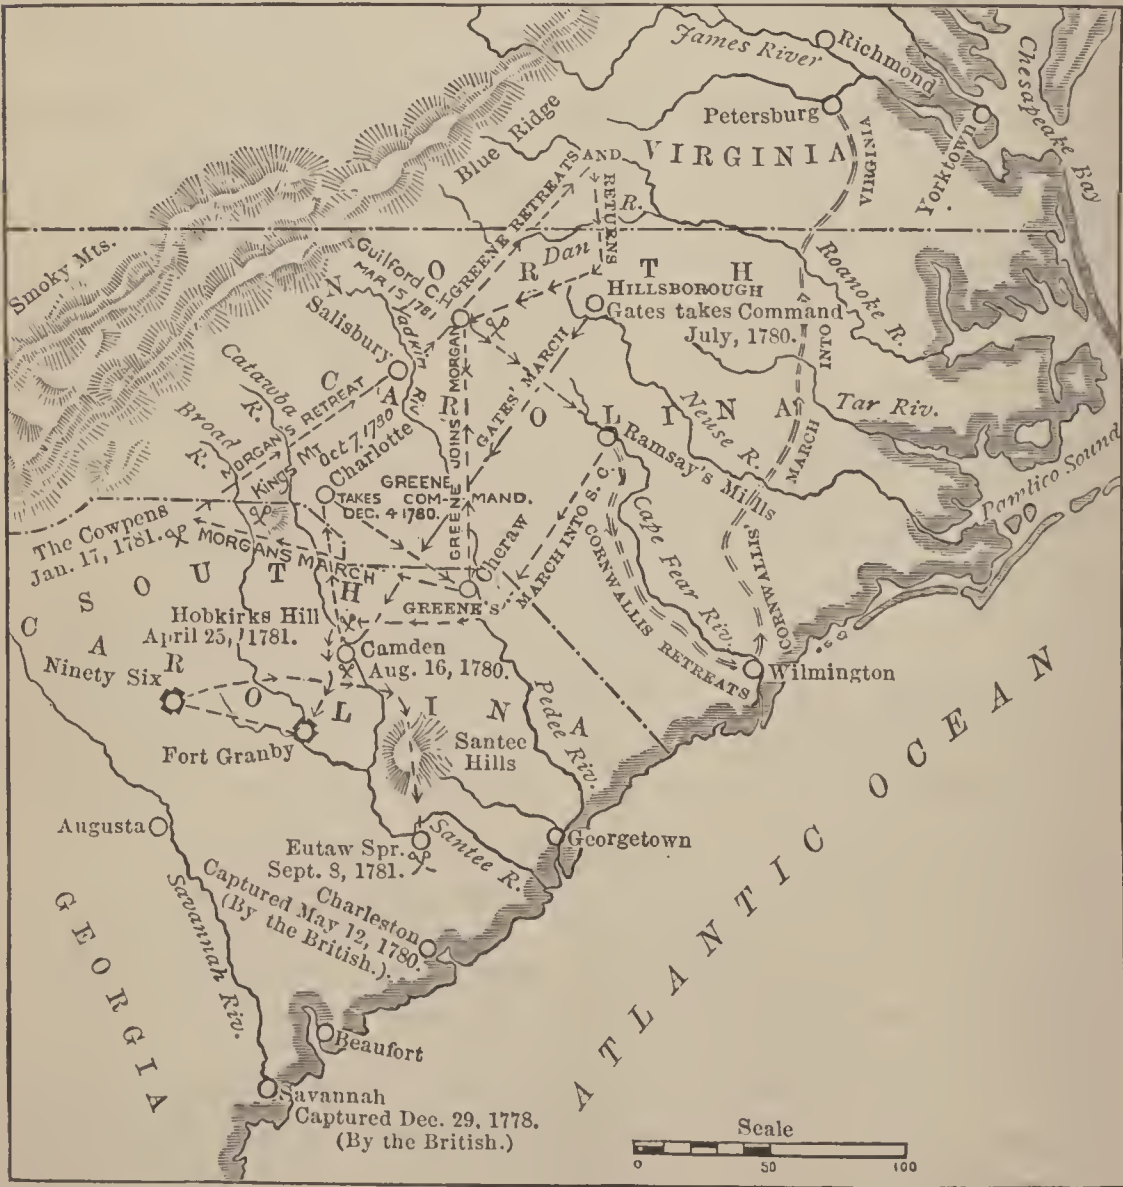 James River
Richmond
Chesapeake Bay
Petersburg
Yorktown
VIRGINIA
Blue Ridge
Smoky Mts.
GREENE RETREATS AND
RETURNS
Dan R.
Roanoke R.
NORTH
CAROLINA
Guilford C.H.
MAR 15 1781
HILLSBOROUGH
Gates takes Command
July, 1780.
CORNWALLIS'
MARCH
INTO
VIRGINIA
Salisbury
Yadkin Riv
GREENE JOINS MORGAN
GATES' MARCH
Catawba
R.
Broad
R.
MORGAN'S RETREAT
Kings Mt.
Oct 7. 1780
Charlotte
GREENE
TAKES COM-MAND.
DEC. 4 1780.
Neuse R.
Tar Riv.
Pamlico Sound
Ramsay's Mills
Cape Fear Riv.
The Cowpens
Jan. 17, 1781.
MORGANS MARCH
Cheraw
GREENE'S MARCH INTO S. C.
CORNWALLIS RETREATS
Wilmington
SOUTH
CAROLINA
Hobkirks Hill
April 25, 1781.
Camden
Aug. 16, 1780.
Ninety Six
Fort Granby
Santee
Hills
Pedee Riv.
Augusta
Eutaw Spr.
Sept. 8, 1781.
Santee R.
Georgetown
Charleston
Captured May 12, 1780.
(By the British.)
GEORGIA
Savannah Riv.
Beaufort
Savannah
Captured Dec. 29, 1778.
(By the British.)
ATLANTIC OCEAN
Scale
0 50 100